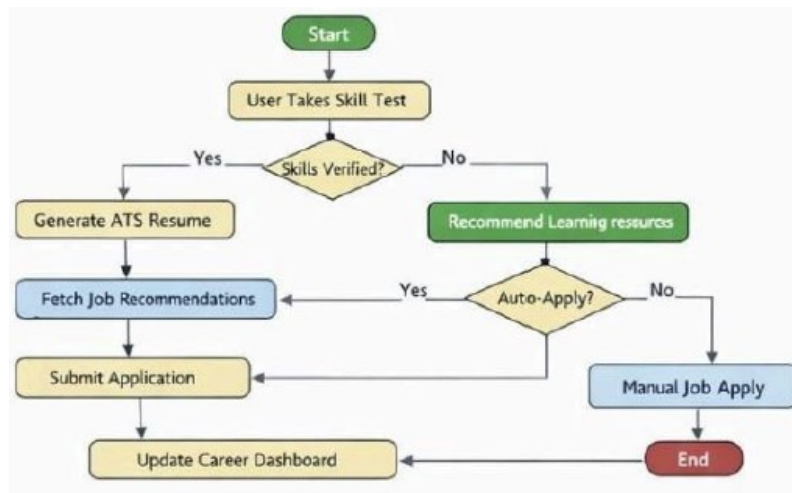 Start
User Takes Skill Test
Skills Verified?
Yes
No
Generate ATS Resume
Recommend Learning resources
Fetch Job Recommendations
Yes
Auto-Apply?
No
Submit Application
Manual Job Apply
Update Career Dashboard
End